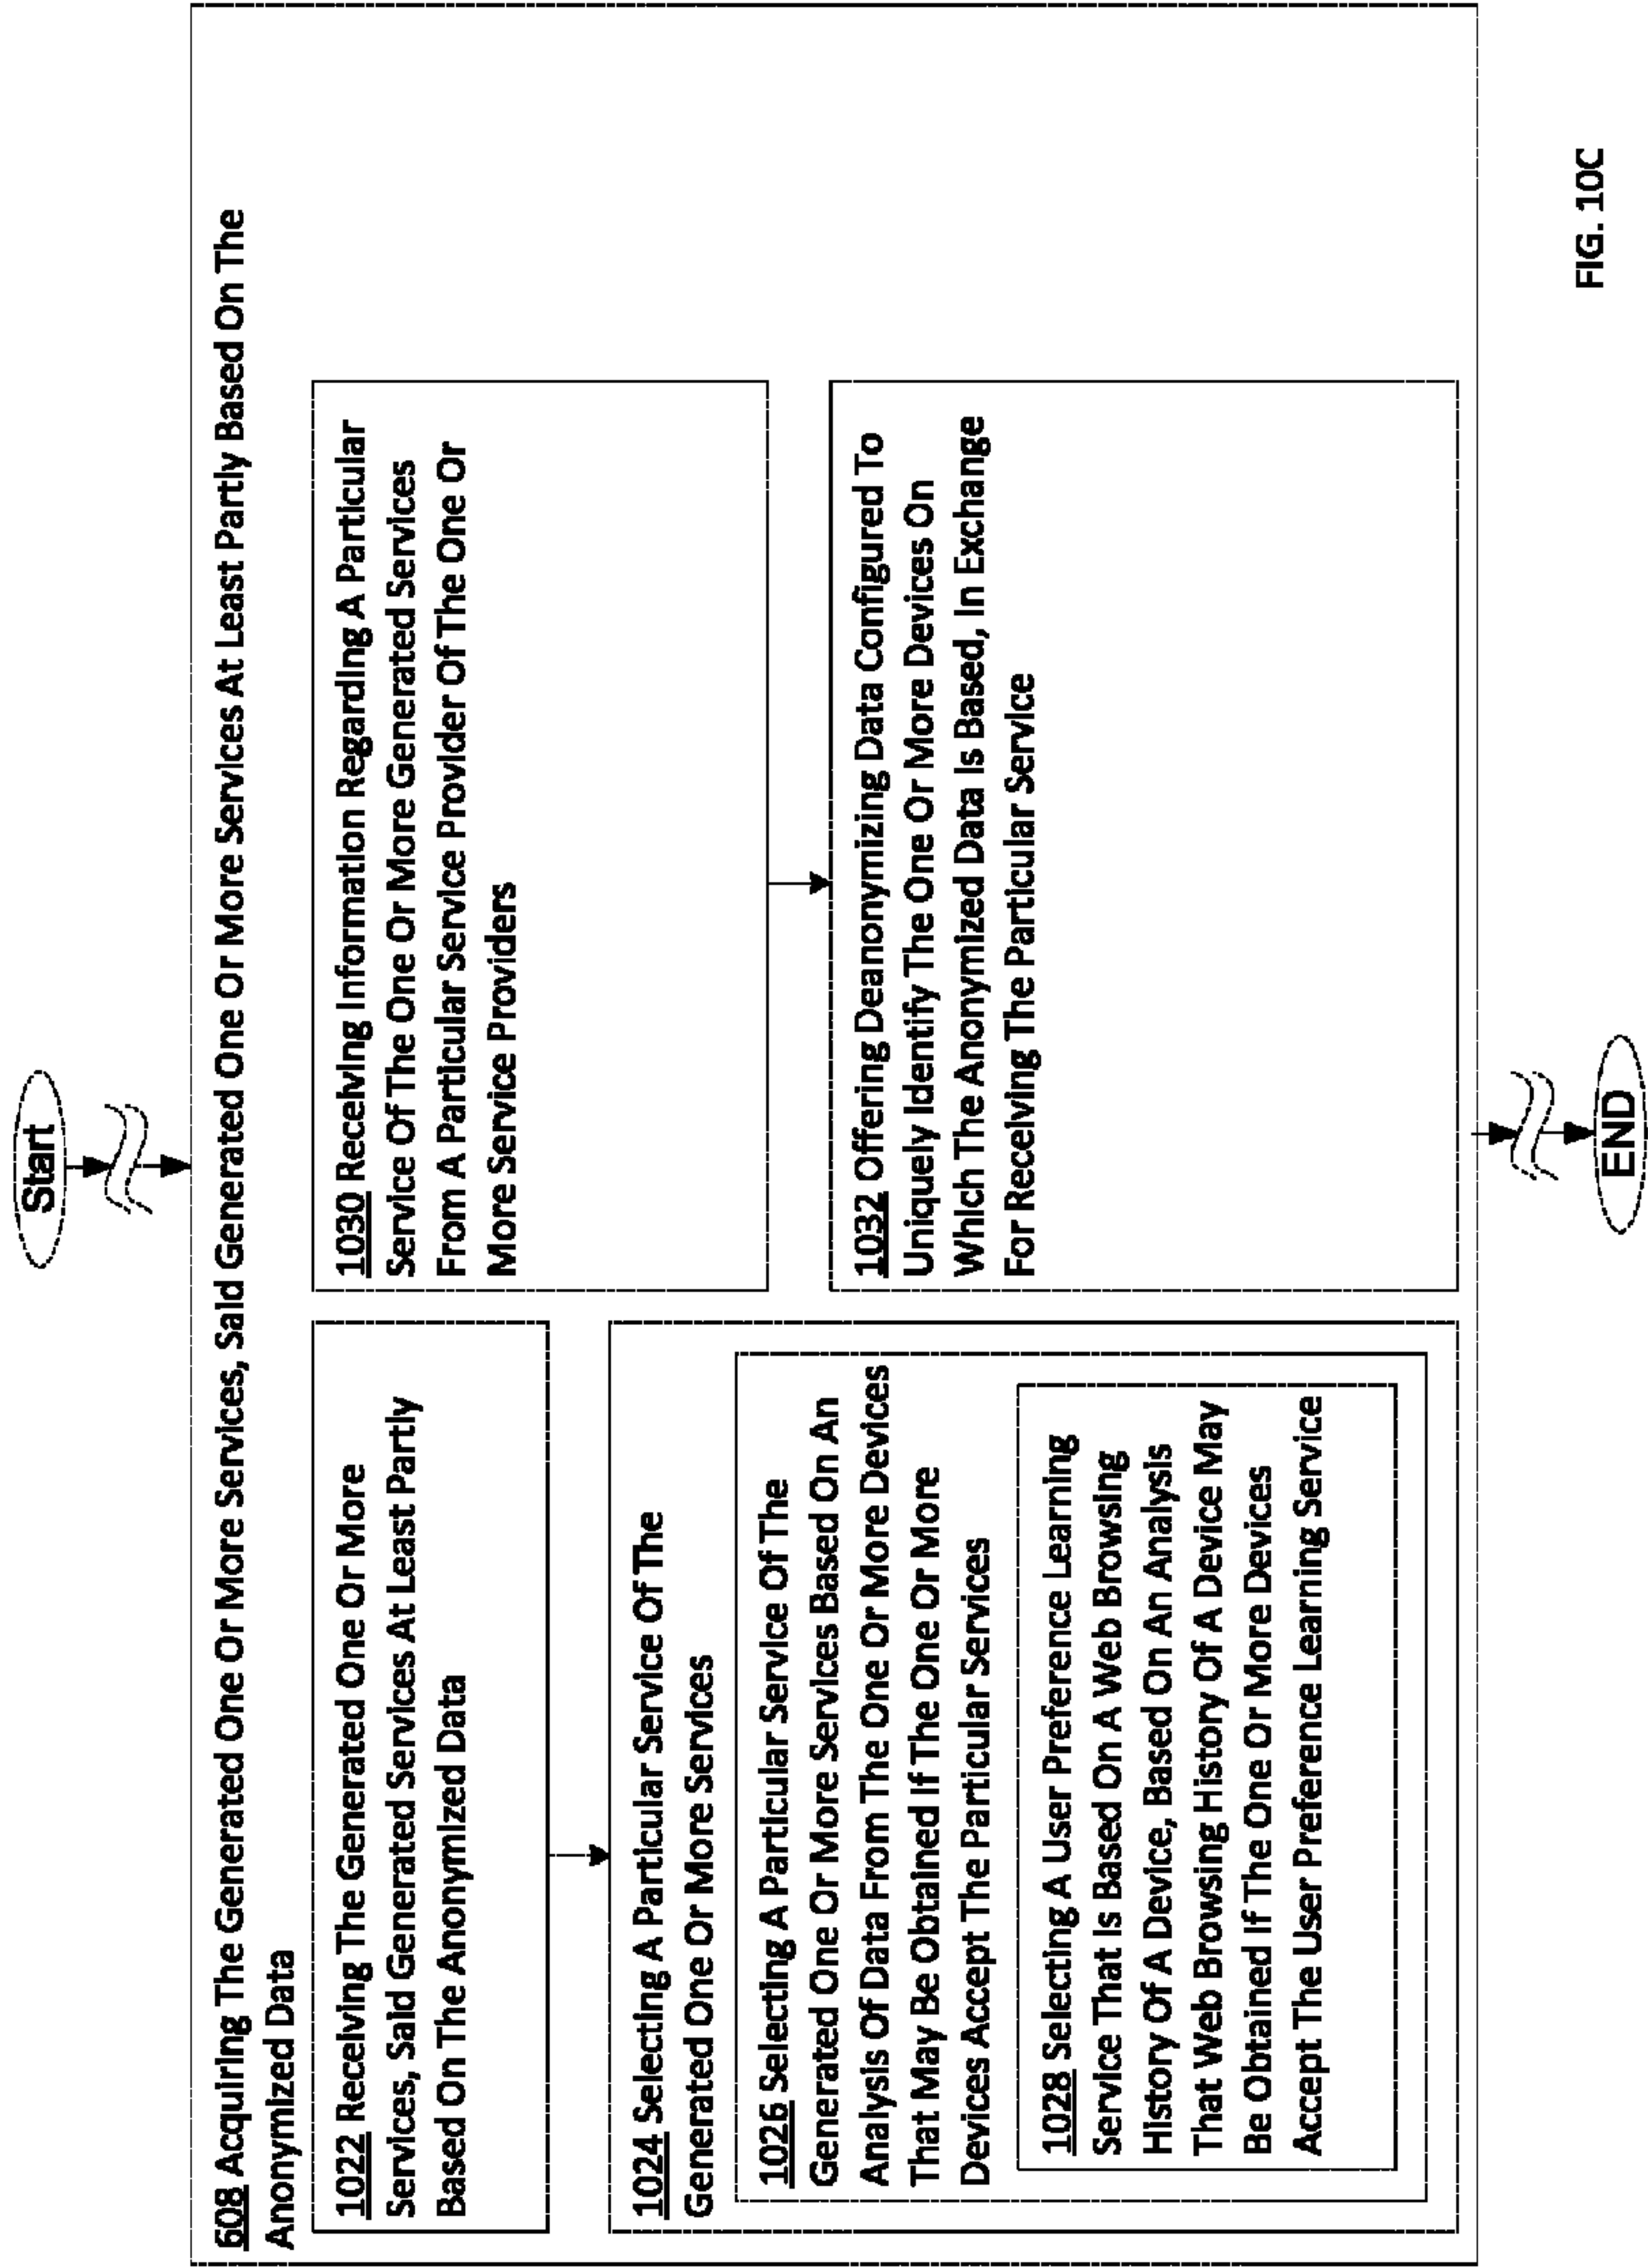 Start
608 Acquiring The Generated One Or More Services, Said Generated One Or More Services At Least Partly Based On The
Anonymized Data
1022 Receiving The Generated One Or More
Services, Said Generated Services At Least Partly
Based On The Anonymized Data
1024 Selecting A Particular Service Of The
Generated One Or More Services
1026 Selecting A Particular Service Of The
Generated One Or More Services Based On An
Analysis Of Data From The One Or More Devices
That May Be Obtained If The One Or More
Devices Accept The Particular Services
1028 Selecting A User Preference Learning
Service That Is Based On A Web Browsing
History Of A Device, Based On An Analysis
That Web Browsing History Of A Device May
Be Obtained If The One Or More Devices
Accept The User Preference Learning Service
1030 Receiving Information Regarding A Particular
Service Of The One Or More Generated Services
From A Particular Service Provider Of The One Or
More Service Providers
1032 Offering Deanonymizing Data Configured To
Uniquely Identify The One Or More Devices On
Which The Anonymized Data Is Based, In Exchange
For Receiving The Particular Service
END
FIG. 10C